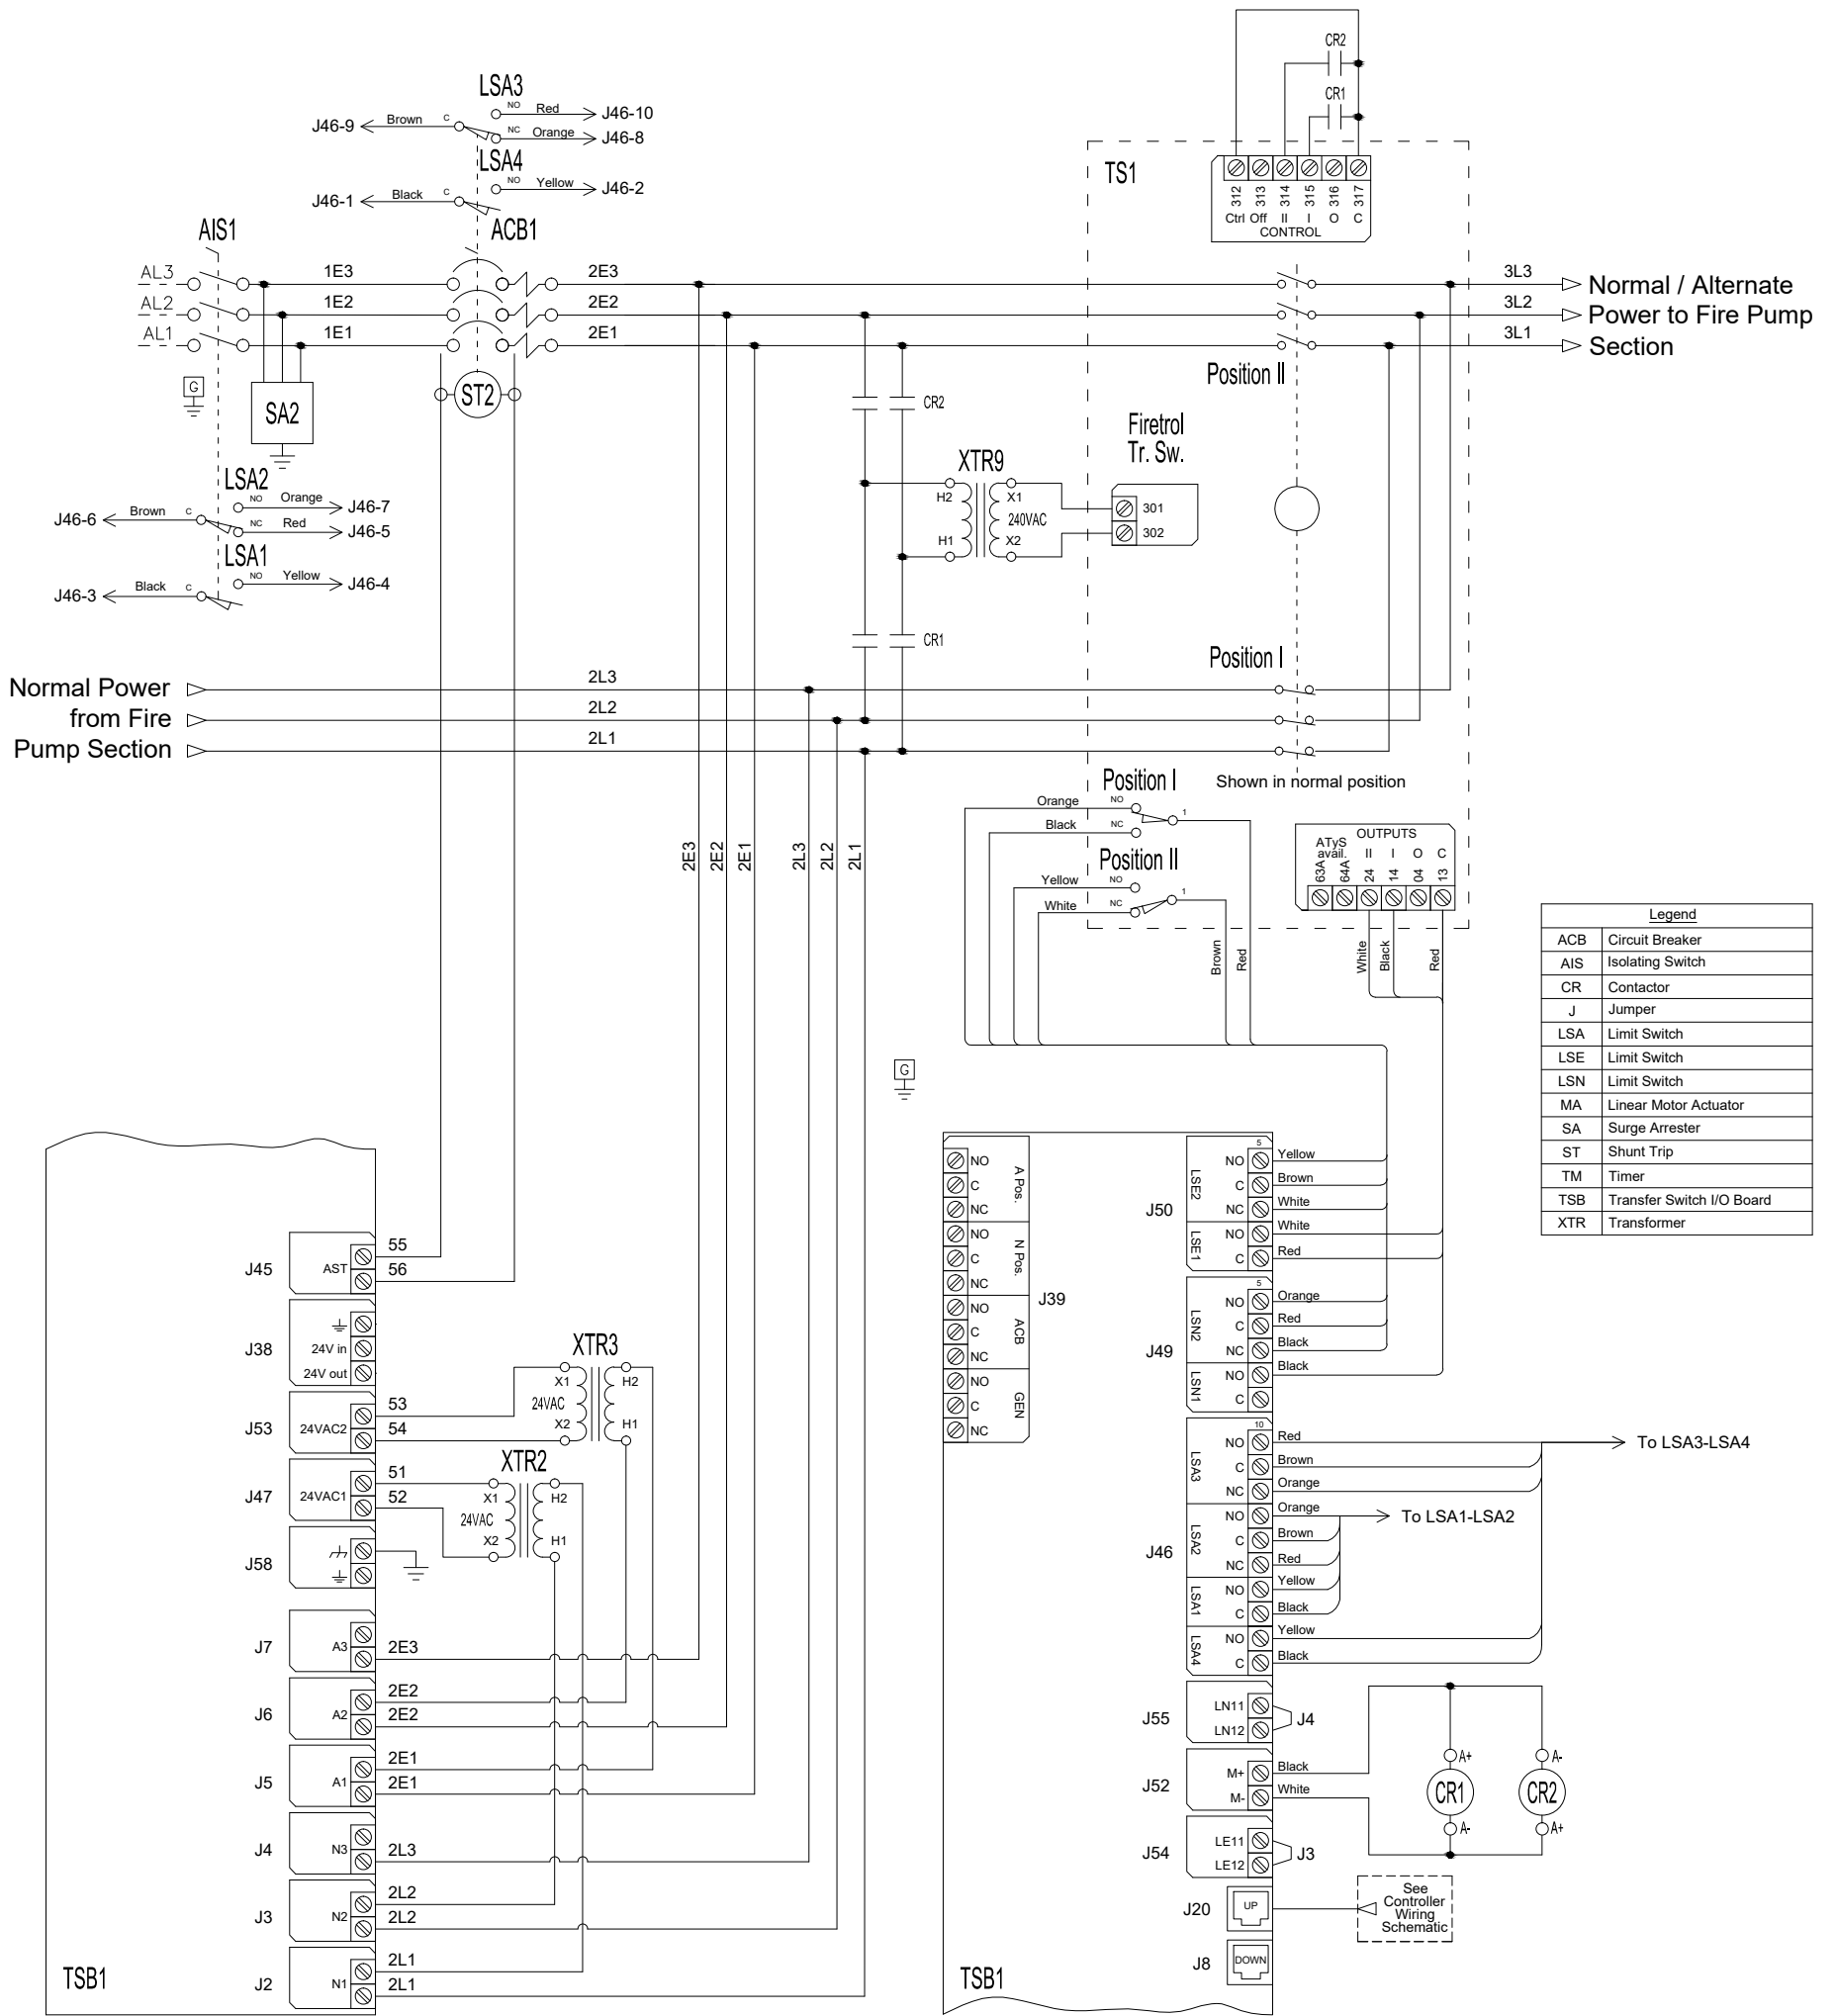 CR2
CR1
LSA3
NO Red J46-10
J46-9 Brown C
NC Orange J46-8
LSA4
NO Yellow J46-2
J46-1 Black C
TS1
312 313 314 315 316 317
Ctrl Off II I O C
CONTROL
AIS1
ACB1
AL3 1E3 2E3 3L3
AL2 1E2 2E2 3L2
AL1 1E1 2E1 3L1
Normal / Alternate
Power to Fire Pump
Section
Position II
G
SA2
ST2
CR2
Firetrol
Tr. Sw.
XTR9
H2 X1
240VAC
H1 X2
301
302
LSA2
NO Orange J46-7
J46-6 Brown C
NC Red J46-5
LSA1
NO Yellow J46-4
J46-3 Black C
CR1
Position I
Normal Power
from Fire
Pump Section
2L3
2L2
2L1
Shown in normal position
Position I
Orange NO
1
Black NC
Position II
Yellow NO
1
White NC
2E3 2E2 2E1 2L3 2L2 2L1
OUTPUTS
ATyS
avail. II I O C
63A 64A 24 14 04 13
Brown Red
White Black Red
Legend
ACB Circuit Breaker
AIS Isolating Switch
CR Contactor
J Jumper
LSA Limit Switch
LSE Limit Switch
LSN Limit Switch
MA Linear Motor Actuator
SA Surge Arrester
ST Shunt Trip
TM Timer
TSB Transfer Switch I/O Board
XTR Transformer
G
J45 AST 55
56
J38
24V in
24V out
J53 24VAC2 53
54
XTR3
X1 H2
24VAC
X2 H1
J47 24VAC1 51
52
XTR2
X1 H2
24VAC
X2 H1
J58
J7 A3 2E3
J6 A2 2E2
2E2
J5 A1 2E1
2E1
J4 N3 2L3
J3 N2 2L2
2L2
J2 N1 2L1
2L1
TSB1
NO
C A Pos.
NC
NO
C N Pos.
NC
J39
NO
C ACB
NC
NO
C GEN
NC
J50
5
LSE2 NO Yellow
C Brown
NC White
LSE1 NO White
C Red
J49
5
LSN2 NO Orange
C Red
NC Black
LSN1 NO Black
C
J46
10
LSA3 NO Red
C Brown
NC Orange
To LSA3-LSA4
LSA2 NO Orange
C Brown
NC Red
To LSA1-LSA2
LSA1 NO Yellow
C Black
LSA4 NO Yellow
C Black
J55 LN11
LN12
J4
J52 M+ Black
M- White
A+ A-
CR1 CR2
A- A+
J54 LE11
LE12
J3
J20 UP
See
Controller
Wiring
Schematic
J8 DOWN
TSB1